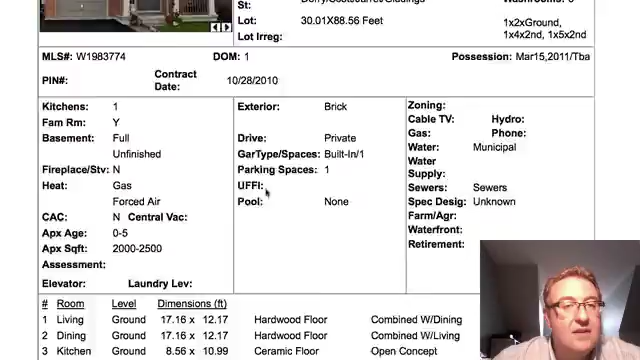 St: Derry/Scott/Jarret/Giddings
Lot: 30.01X88.56 Feet 1x2xGround,
Lot Irreg: 1x4x2nd, 1x5x2nd
MLS#: W1983774 DOM: 1 Possession: Mar15,2011/Tba
PIN#: Contract Date: 10/28/2010
Kitchens: 1
Fam Rm: Y
Basement: Full
Unfinished
Fireplace/Stv: N
Heat: Gas
Forced Air
CAC: N Central Vac:
Apx Age: 0-5
Apx Sqft: 2000-2500
Assessment:
Elevator: Laundry Lev:
Exterior: Brick
Drive: Private
GarType/Spaces: Built-In/1
Parking Spaces: 1
UFFI:
Pool: None
Zoning:
Cable TV: Hydro:
Gas: Phone:
Water: Municipal
Water
Supply:
Sewers: Sewers
Spec Desig: Unknown
Farm/Agr:
Waterfront:
Retirement:
# Room Level Dimensions (ft)
1 Living Ground 17.16 x 12.17 Hardwood Floor Combined W/Dining
2 Dining Ground 17.16 x 12.17 Hardwood Floor Combined W/Living
3 Kitchen Ground 8.56 x 10.99 Ceramic Floor Open Concept